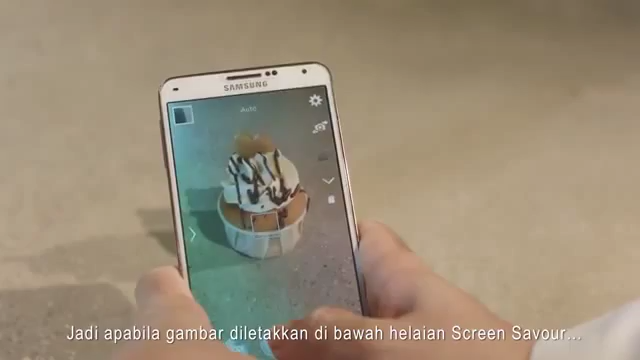 SAMSUNG
Auto
Jadi apabila gambar diletakkan di bawah helaian Screen Savour...